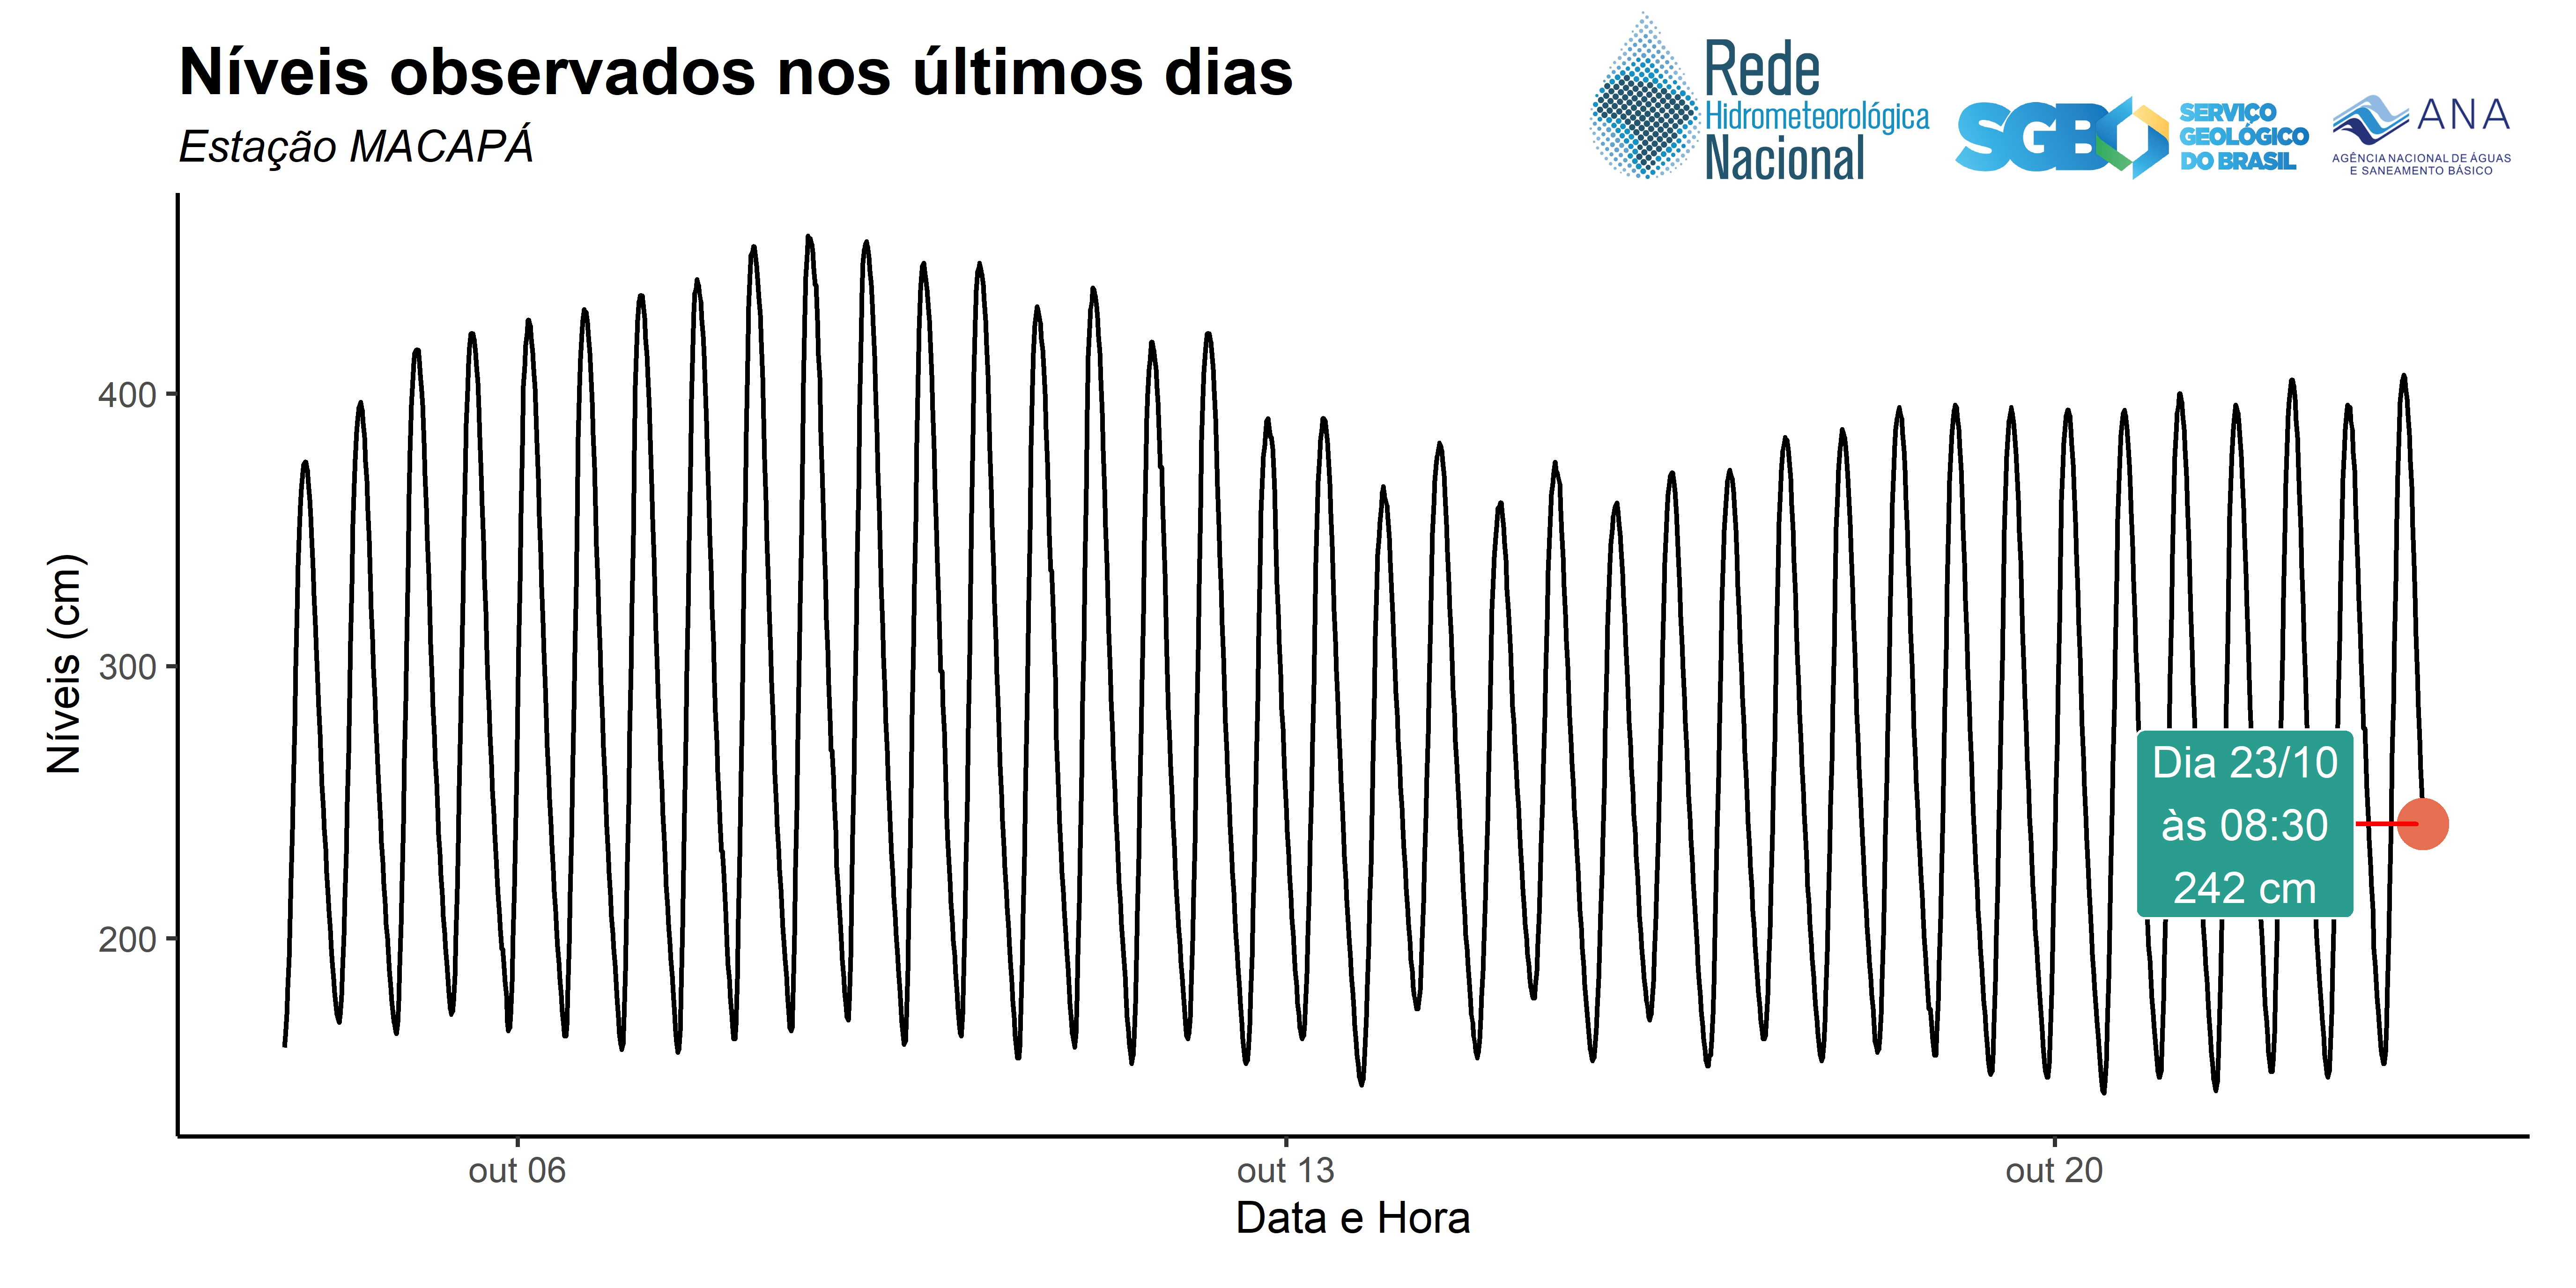 Níveis observados nos últimos dias
Estação MACAPÁ
Rede
Hidrometeorológica
Nacional
SGB
SERVIÇO
GEOLÓGICO
DO BRASIL
ANA
AGÊNCIA NACIONAL DE ÁGUAS
E SANEAMENTO BÁSICO
Níveis (cm)
400
300
200
Dia 23/10
às 08:30
242 cm
out 06
out 13
out 20
Data e Hora